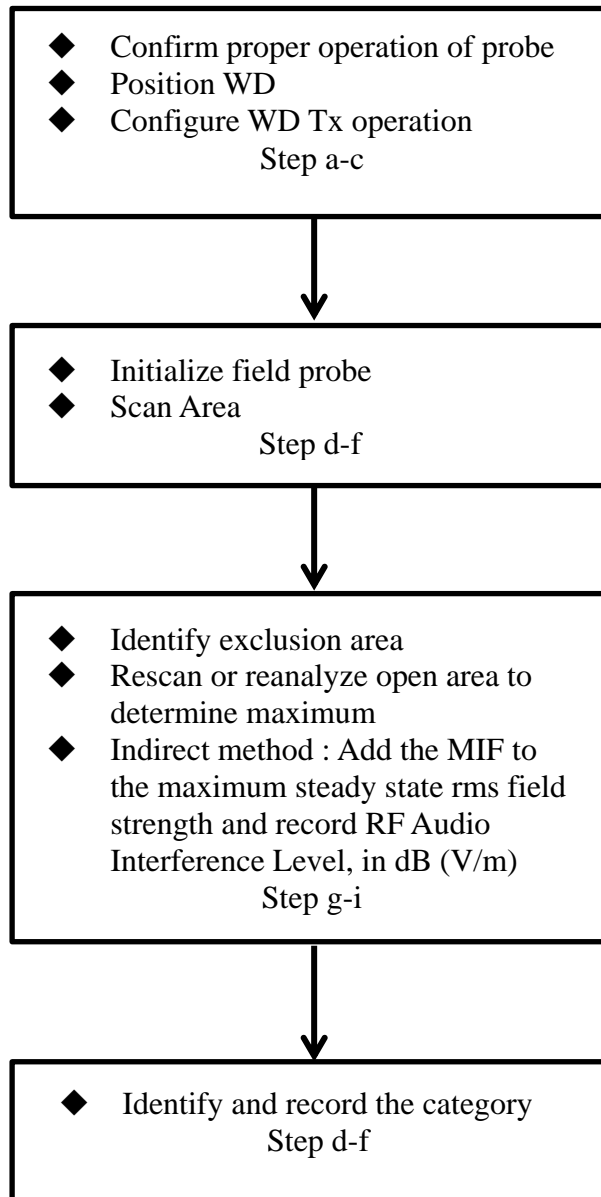 ◆ Confirm proper operation of probe
◆ Position WD
◆ Configure WD Tx operation
Step a-c
◆ Initialize field probe
◆ Scan Area
Step d-f
◆ Identify exclusion area
◆ Rescan or reanalyze open area to
determine maximum
◆ Indirect method : Add the MIF to
the maximum steady state rms field
strength and record RF Audio
Interference Level, in dB (V/m)
Step g-i
◆ Identify and record the category
Step d-f